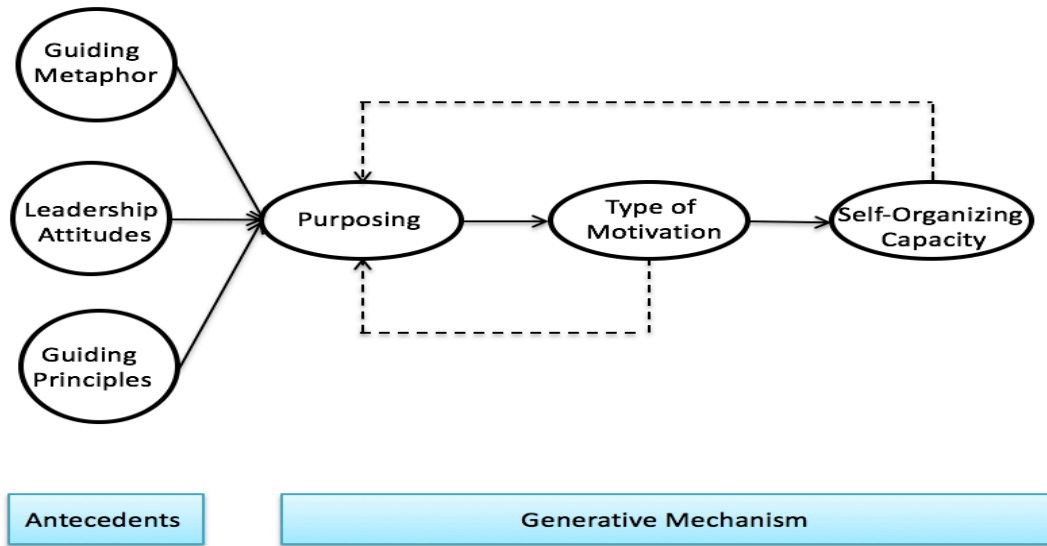 Guiding
Metaphor
Leadership
Attitudes
Guiding
Principles
Purposing
Type of
Motivation
Self-Organizing
Capacity
Antecedents
Generative Mechanism